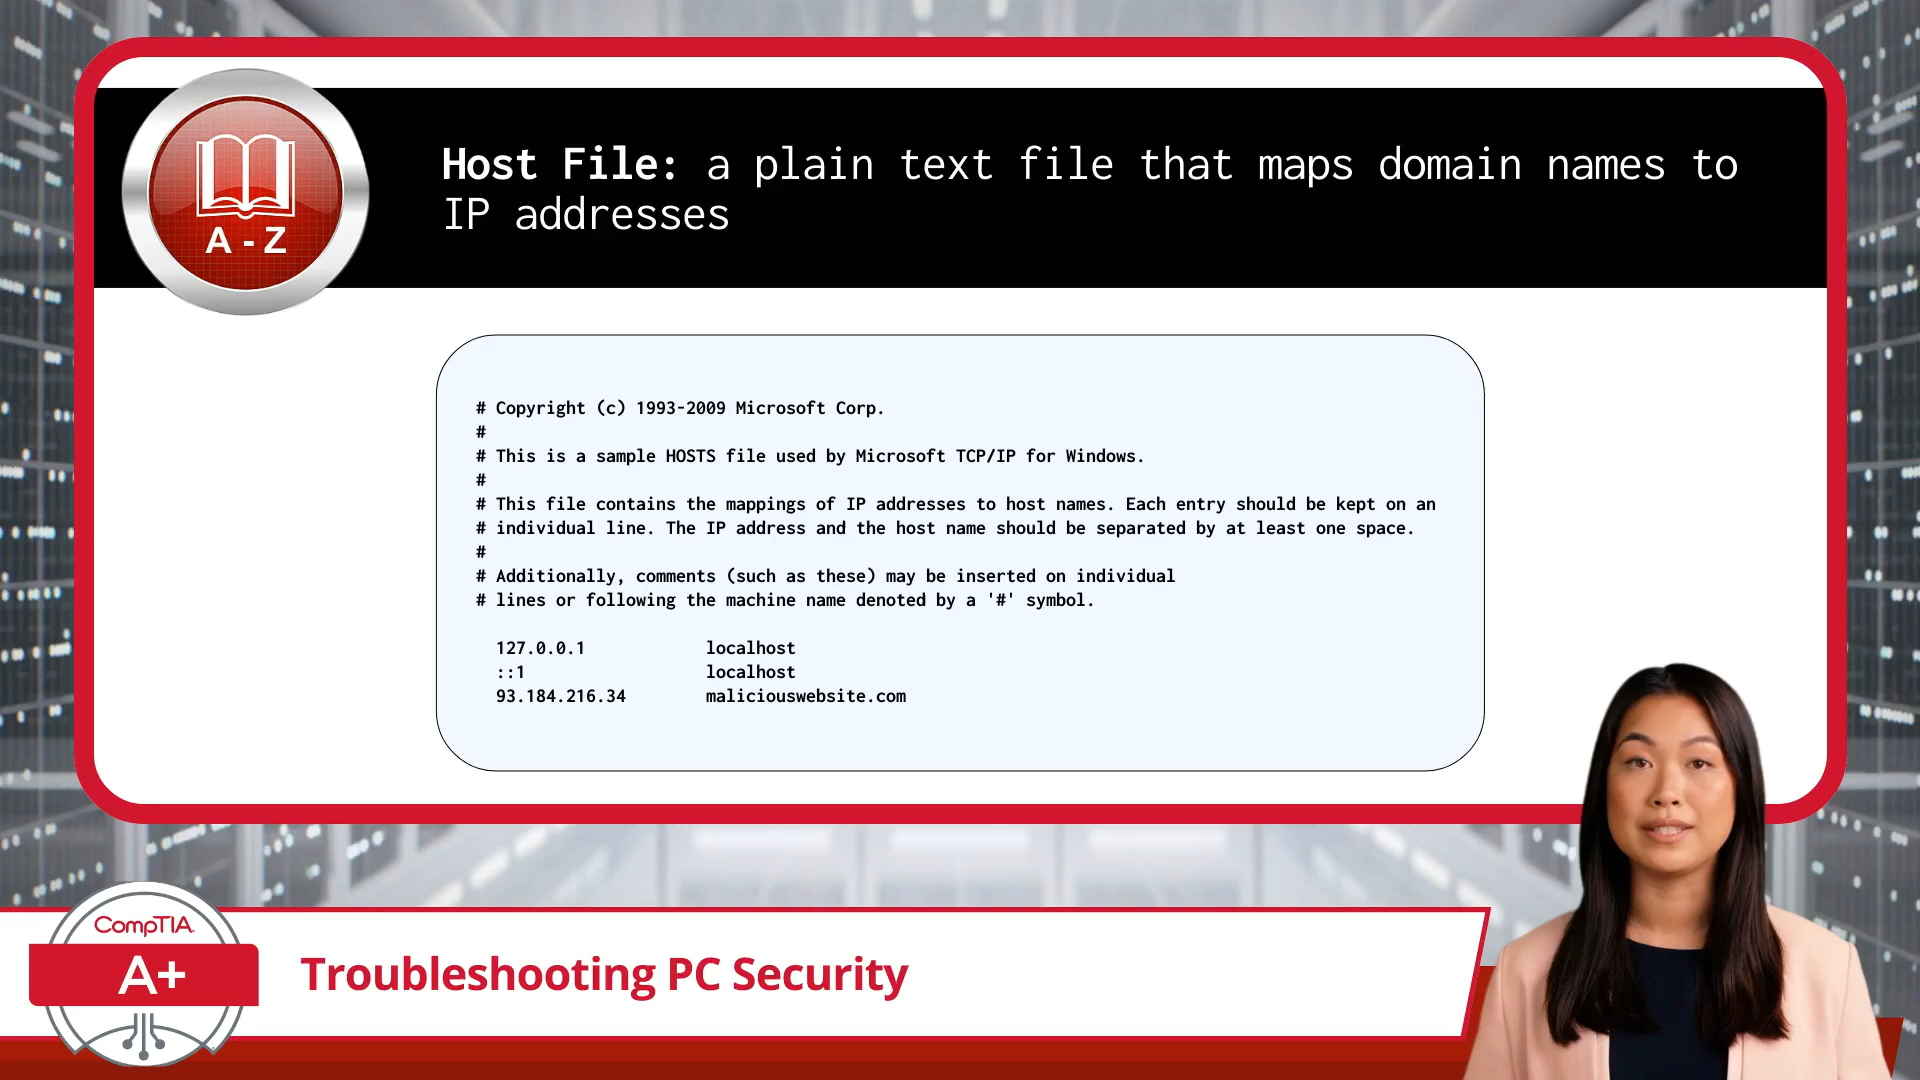 Host File: a plain text file that maps domain names to
IP addresses
A - Z
# Copyright (c) 1993-2009 Microsoft Corp.
#
# This is a sample HOSTS file used by Microsoft TCP/IP for Windows.
#
# This file contains the mappings of IP addresses to host names. Each entry should be kept on an
# individual line. The IP address and the host name should be separated by at least one space.
#
# Additionally, comments (such as these) may be inserted on individual
# lines or following the machine name denoted by a '#' symbol.
127.0.0.1 localhost
::1 localhost
93.184.216.34 maliciouswebsite.com
CompTIA.
A+
Troubleshooting PC Security